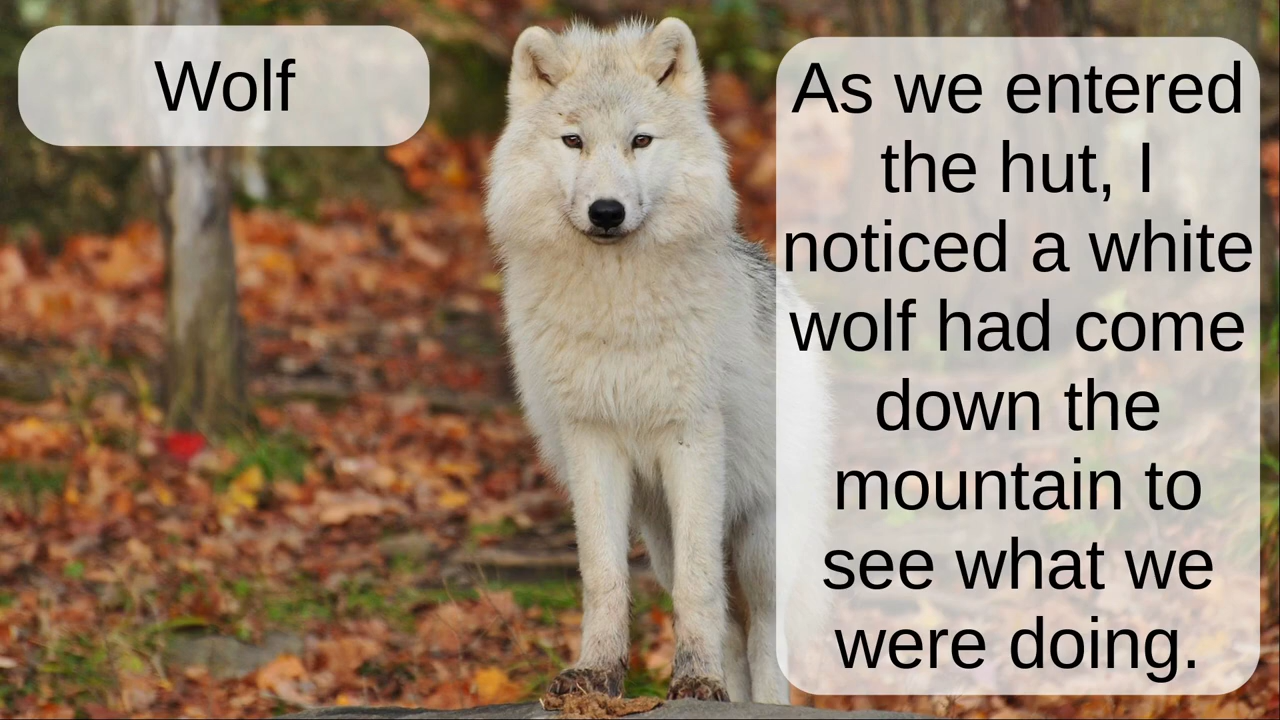 Wolf
As we entered
the hut, I
noticed a white
wolf had come
down the
mountain to
see what we
were doing.